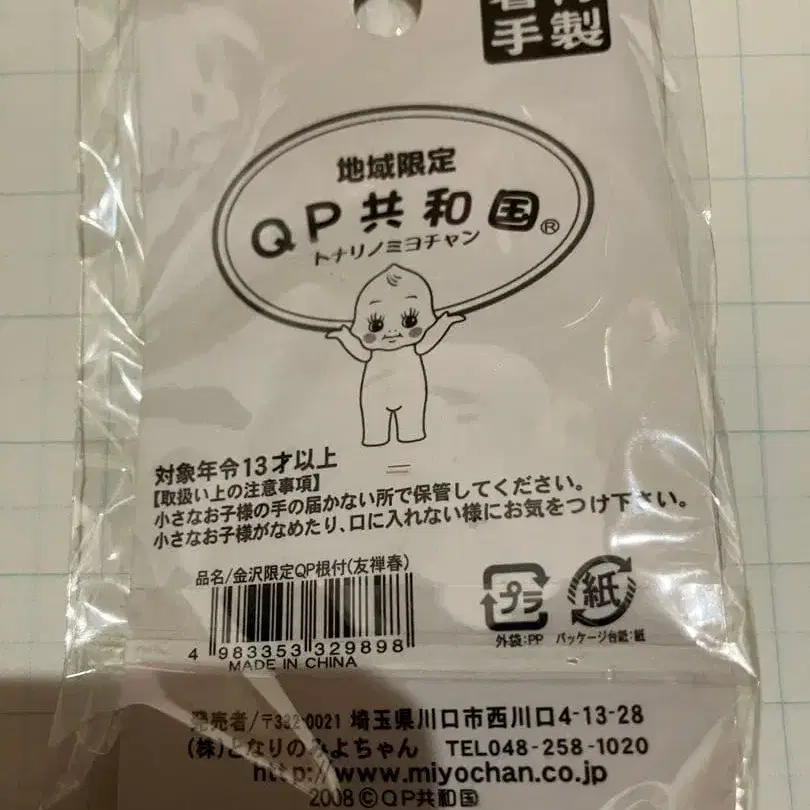 手製
地域限定
QP共和国®
トナリノミヨチャン
対象年令13才以上
【取扱い上の注意事項】
小さなお子様の手の届かない所で保管してください。
小さなお子様がなめたり、口に入れない様にお気をつけ下さい。
品名/金沢限定QP根付(友禅春)
4 983353 329898
MADE IN CHINA
プラ
外袋:PP
紙
パッケージ台紙:紙
発売者/〒332-0021 埼玉県川口市西川口4-13-28
(株)となりのみよちゃん TEL048-258-1020
http://www.miyochan.co.jp
2008©QP共和国